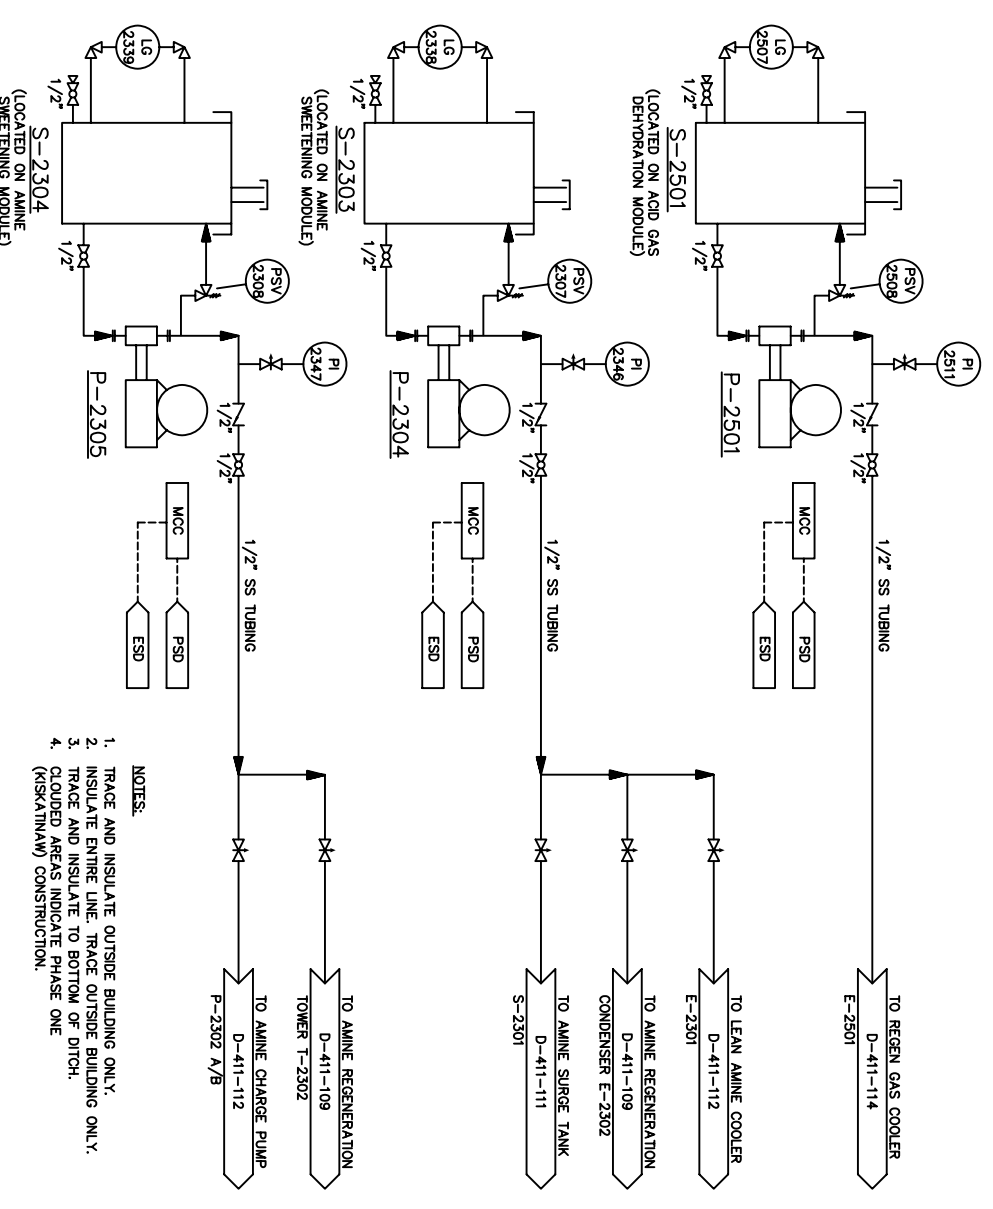 LG
2507
1/2"
S-2501
(LOCATED ON ACID GAS
DEHYDRATION MODULE)
1/2"
PSV
2508
PI
2511
P-2501
1/2"
1/2"
MCC
PSD
ESD
1/2" SS TUBING
TO REGEN GAS COOLER
D-411-114
E-2501
LG
2338
1/2"
S-2303
(LOCATED ON AMINE
SWEETENING MODULE)
1/2"
PSV
2307
PI
2346
P-2304
1/2"
1/2"
MCC
PSD
ESD
1/2" SS TUBING
TO LEAN AMINE COOLER
D-411-112
E-2301
TO AMINE REGENERATION
D-411-109
CONDENSER E-2302
TO AMINE SURGE TANK
D-411-111
S-2301
LG
2339
1/2"
S-2304
(LOCATED ON AMINE
SWEETENING MODULE)
1/2"
PSV
2308
PI
2347
P-2305
1/2"
1/2"
MCC
PSD
ESD
1/2" SS TUBING
TO AMINE REGENERATION
D-411-109
TOWER T-2302
TO AMINE CHARGE PUMP
D-411-112
P-2302 A/B
NOTES:
1. TRACE AND INSULATE OUTSIDE BUILDING ONLY.
2. INSULATE ENTIRE LINE. TRACE OUTSIDE BUILDING ONLY.
3. TRACE AND INSULATE TO BOTTOM OF DITCH.
4. CLOUDED AREAS INDICATE PHASE ONE
(KISKATINAW) CONSTRUCTION.